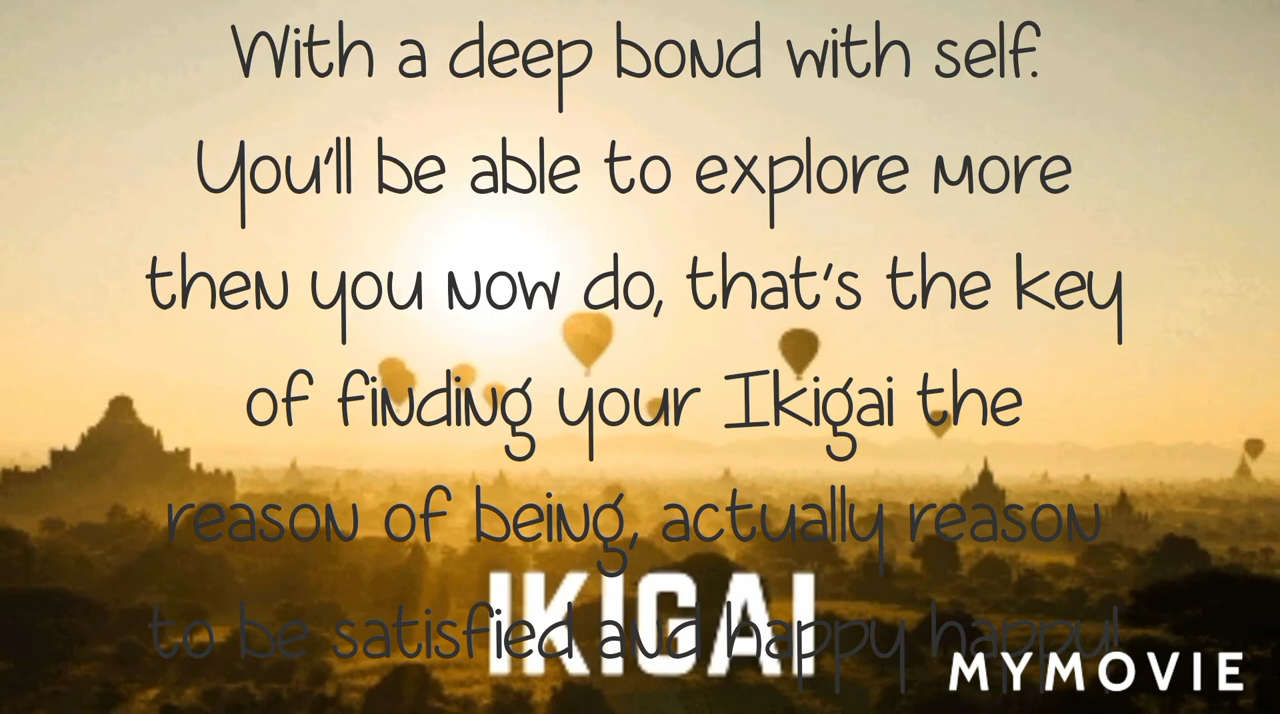 With a deep bond with self.
You'll be able to explore more
then you now do, that's the key
of finding your Ikigai the
reason of being, actually reason
to be satisfied and happy happy!
IKIGAI
MYMOVIE